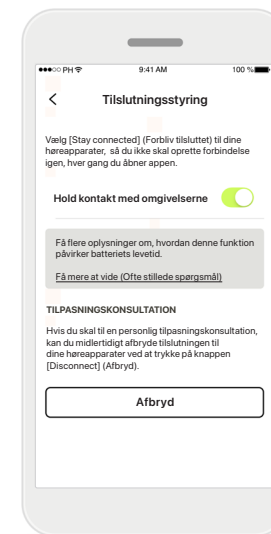 ●●●○○ PH 9:41 AM 100 %
Tilslutningsstyring
Vælg [Stay connected] (Forbliv tilsluttet) til dine
høreapparater, så du ikke skal oprette forbindelse
igen, hver gang du åbner appen.
Hold kontakt med omgivelserne
Få flere oplysninger om, hvordan denne funktion
påvirker batteriets levetid.
Få mere at vide (Ofte stillede spørgsmål)
TILPASNINGSKONSULTATION
Hvis du skal til en personlig tilpasningskonsultation,
kan du midlertidigt afbryde tilslutningen til
dine høreapparater ved at trykke på knappen
[Disconnect] (Afbryd).
Afbryd